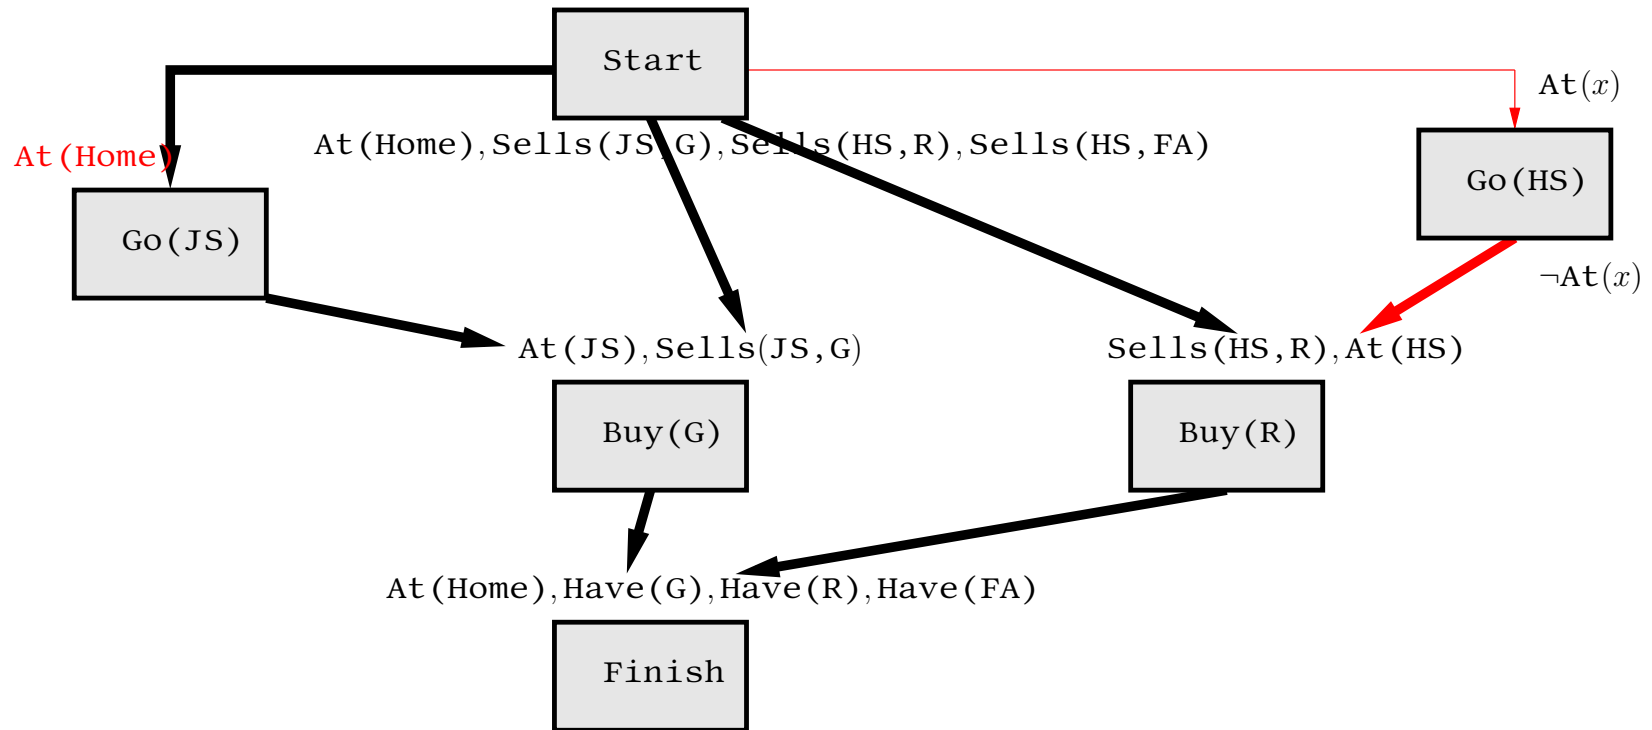 Start
At(x)
At(Home),Sells(JS,G),Sells(HS,R),Sells(HS,FA)
At(Home)
Go(HS)
Go(JS)
¬At(x)
At(JS),Sells(JS,G)
Sells(HS,R),At(HS)
Buy(G)
Buy(R)
At(Home),Have(G),Have(R),Have(FA)
Finish